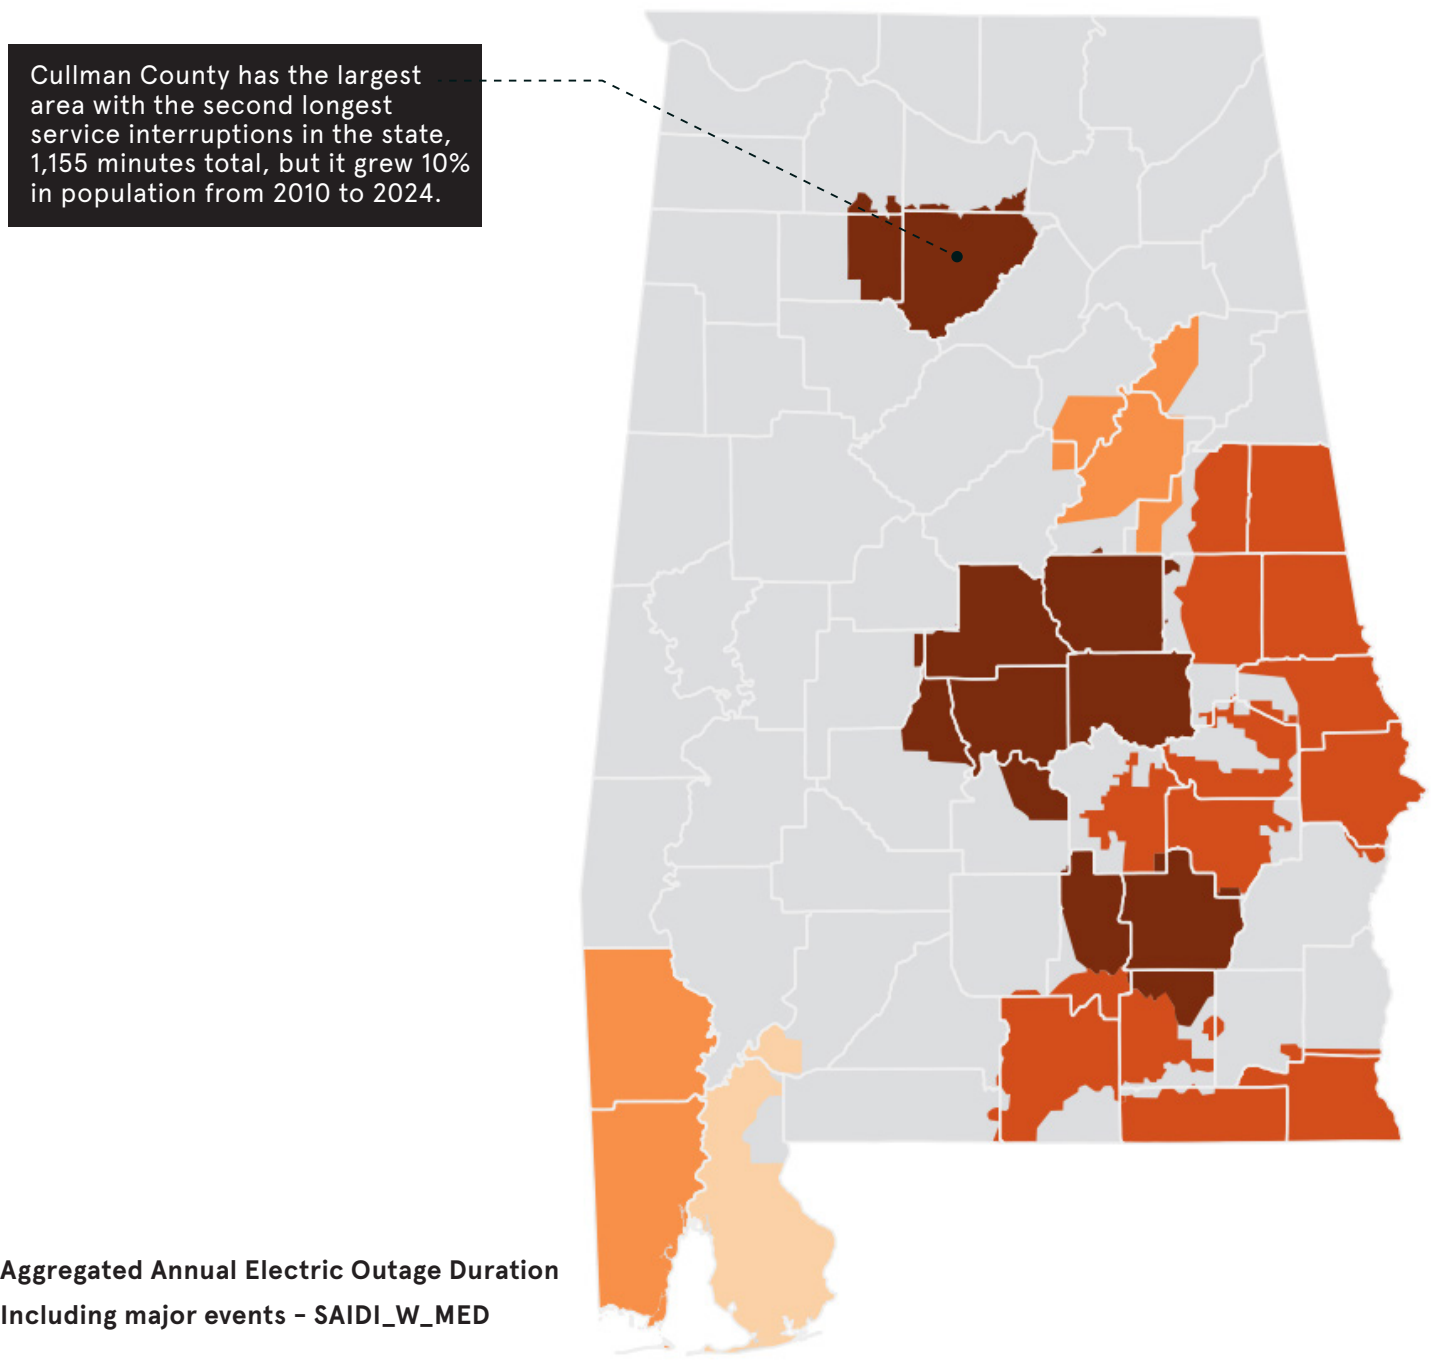 Cullman County has the largest
area with the second longest
service interruptions in the state,
1,155 minutes total, but it grew 10%
in population from 2010 to 2024.
Aggregated Annual Electric Outage Duration
Including major events - SAIDI_W_MED